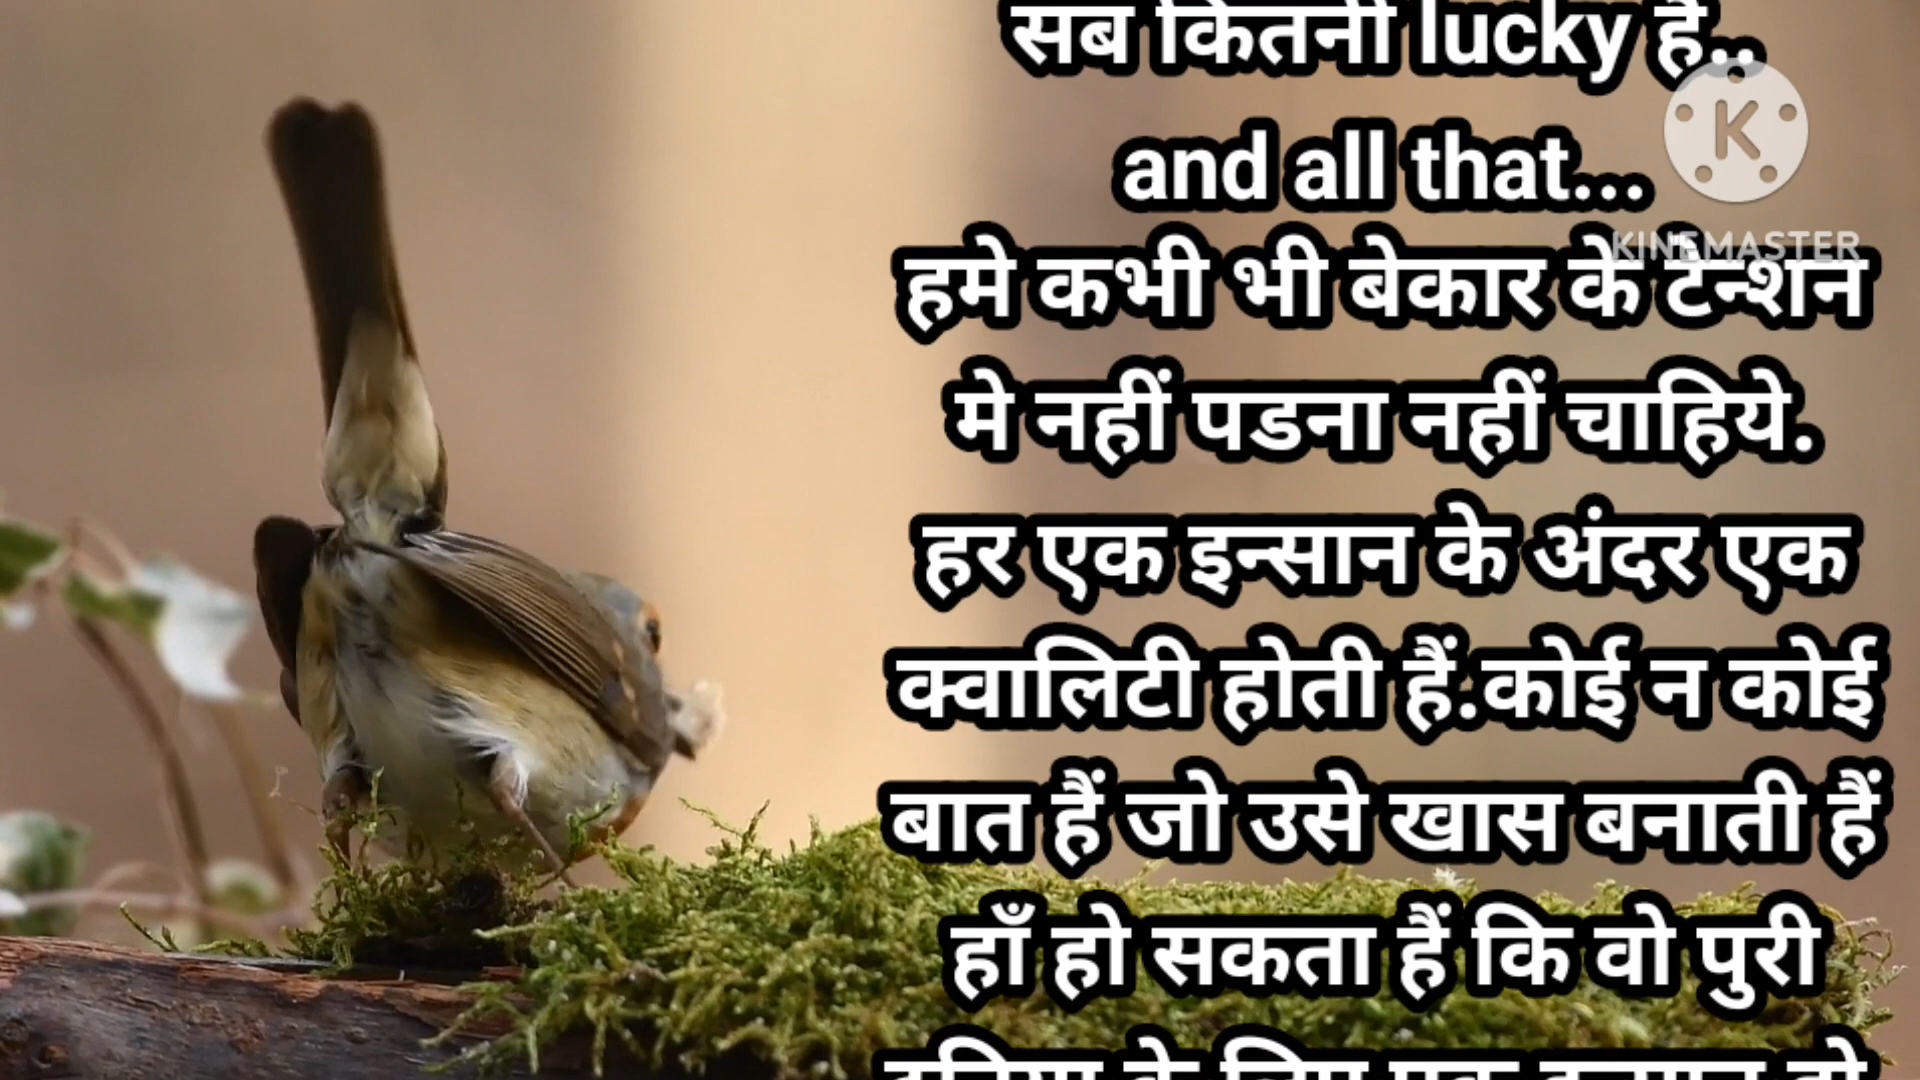 सब कितनी lucky है..
and all that...
KINEMASTER
हमे कभी भी बेकार के टेन्शन
मे नहीं पडना नहीं चाहिये.
हर एक इन्सान के अंदर एक
क्वालिटी होती हैं.कोई न कोई
बात हैं जो उसे खास बनाती हैं
हाँ हो सकता हैं कि वो पुरी